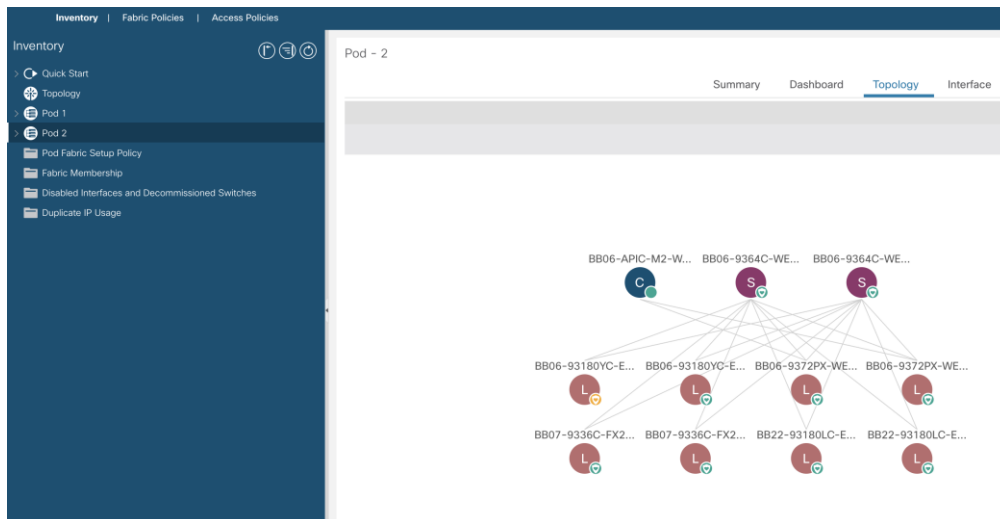 Inventory | Fabric Policies | Access Policies
Inventory
Quick Start
Topology
Pod 1
Pod 2
Pod Fabric Setup Policy
Fabric Membership
Disabled Interfaces and Decommissioned Switches
Duplicate IP Usage
Pod - 2
Summary Dashboard Topology Interface
BB06-APIC-M2-W... BB06-9364C-WE... BB06-9364C-WE...
C S S
BB06-93180YC-E... BB06-93180YC-E... BB06-9372PX-WE... BB06-9372PX-WE...
L L L L
BB07-9336C-FX2... BB07-9336C-FX2... BB22-93180LC-E... BB22-93180LC-E...
L L L L